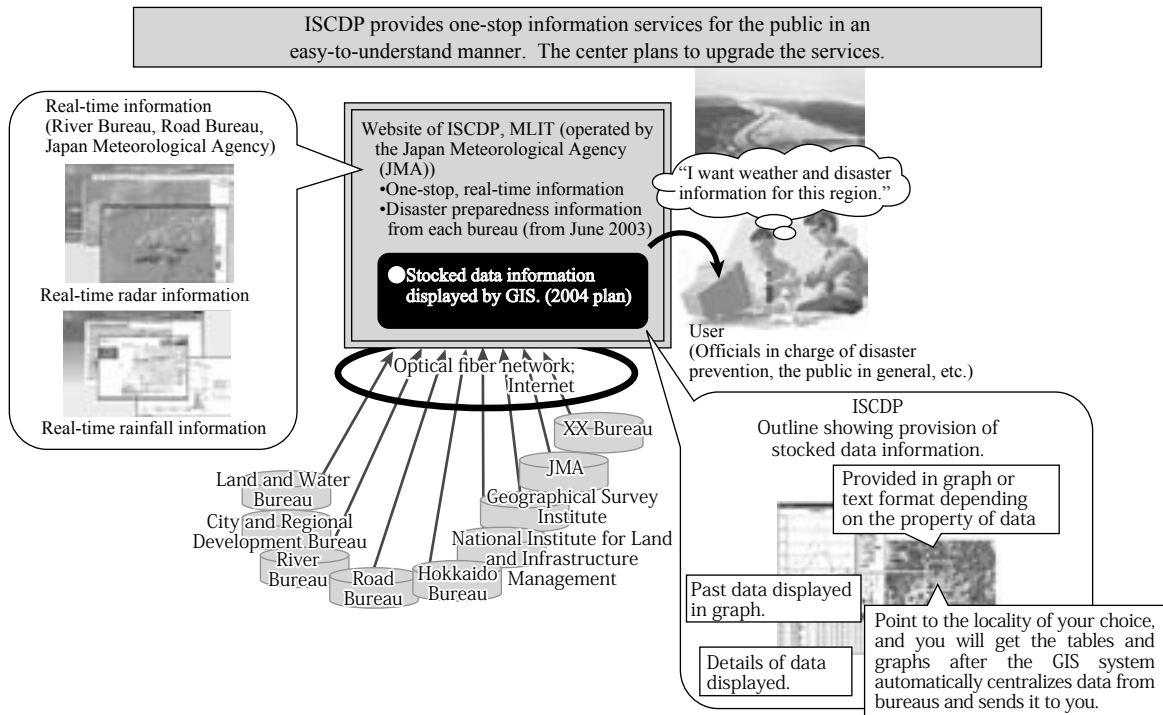 ISCDP provides one-stop information services for the public in an
easy-to-understand manner. The center plans to upgrade the services.
Real-time information
(River Bureau, Road Bureau,
Japan Meteorological Agency)
Real-time radar information
Real-time rainfall information
Website of ISCDP, MLIT (operated by
the Japan Meteorological Agency
(JMA))
•One-stop, real-time information
•Disaster preparedness information
from each bureau (from June 2003)
●Stocked data information
displayed by GIS. (2004 plan)
“I want weather and disaster
information for this region.”
User
(Officials in charge of disaster
prevention, the public in general, etc.)
Optical fiber network;
Internet
Land and Water
Bureau
City and Regional
Development Bureau
River
Bureau
Road
Bureau
Hokkaido
Bureau
National Institute for Land
and Infrastructure
Management
Geographical Survey
Institute
JMA
XX Bureau
ISCDP
Outline showing provision of
stocked data information.
Provided in graph or
text format depending
on the property of data
Past data displayed
in graph.
Details of data
displayed.
Point to the locality of your choice,
and you will get the tables and
graphs after the GIS system
automatically centralizes data from
bureaus and sends it to you.